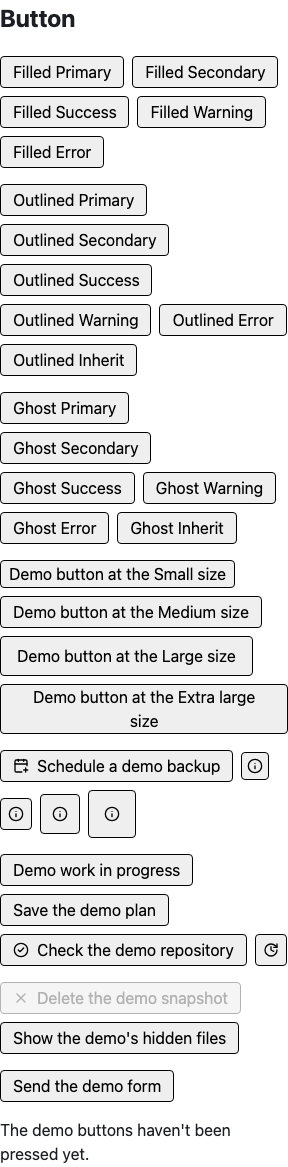 Button
Filled Primary
Filled Secondary
Filled Success
Filled Warning
Filled Error
Outlined Primary
Outlined Secondary
Outlined Success
Outlined Warning
Outlined Error
Outlined Inherit
Ghost Primary
Ghost Secondary
Ghost Success
Ghost Warning
Ghost Error
Ghost Inherit
Demo button at the Small size
Demo button at the Medium size
Demo button at the Large size
Demo button at the Extra large
size
Schedule a demo backup
Demo work in progress
Save the demo plan
Check the demo repository
Delete the demo snapshot
Show the demo's hidden files
Send the demo form
The demo buttons haven't been
pressed yet.